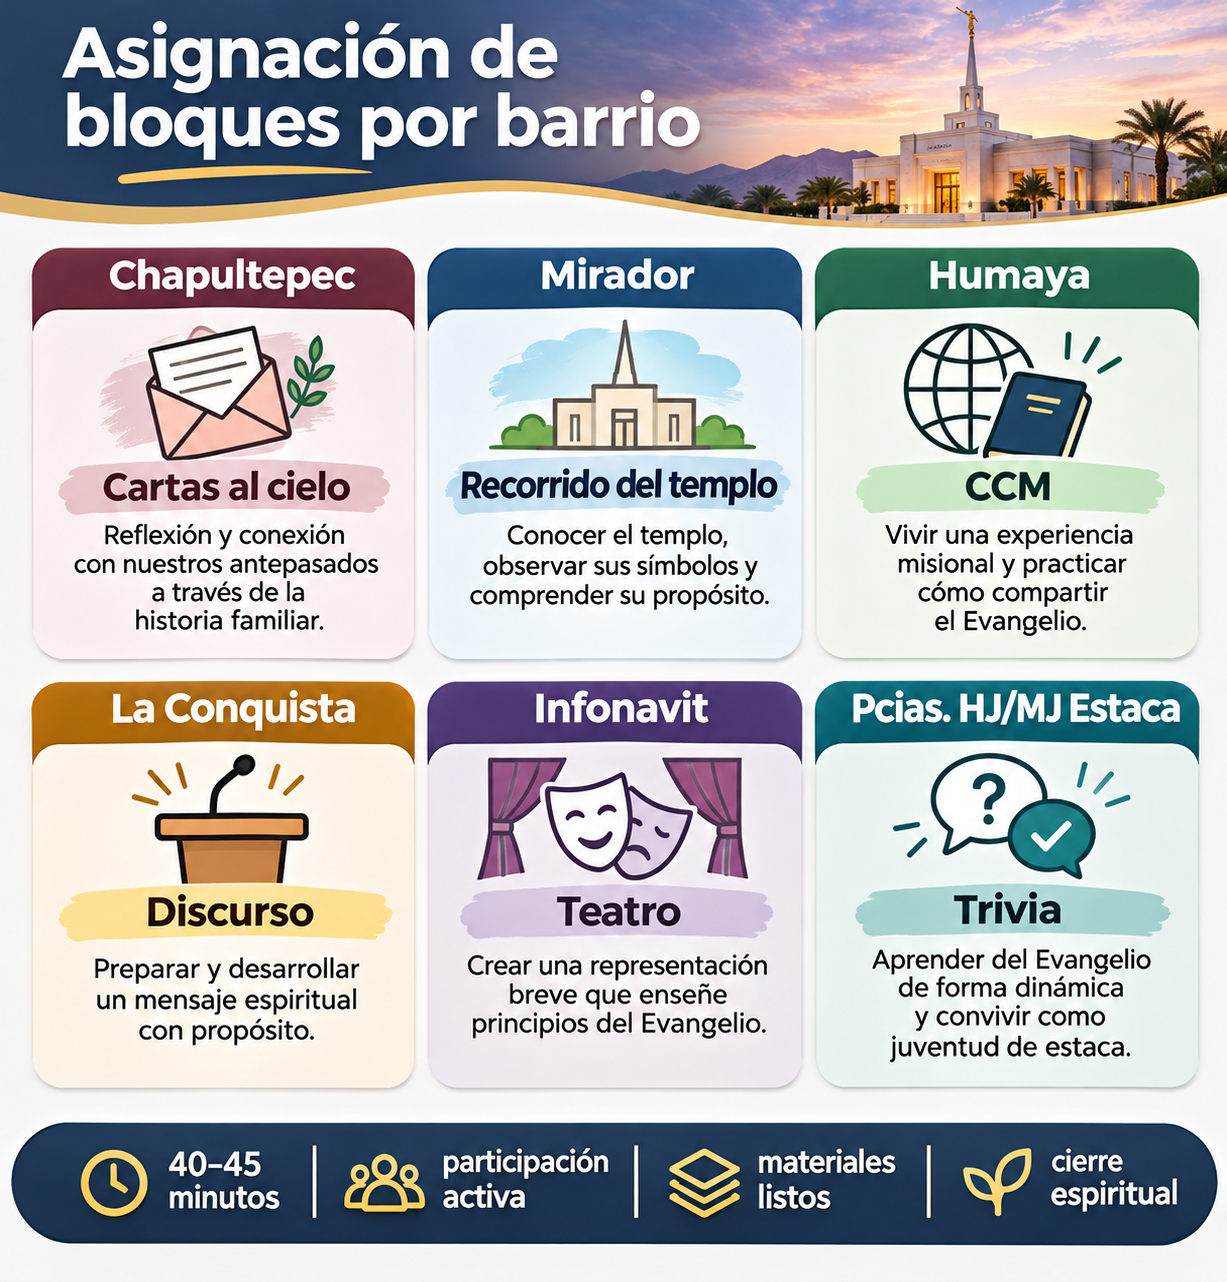 Asignación de
bloques por barrio
Chapultepec
Cartas al cielo
Reflexión y conexión
con nuestros antepasados
a través de la
historia familiar.
Mirador
Recorrido del templo
Conocer el templo,
observar sus símbolos y
comprender su propósito.
Humaya
CCM
Vivir una experiencia
misional y practicar
cómo compartir
el Evangelio.
La Conquista
Discurso
Preparar y desarrollar
un mensaje espiritual
con propósito.
Infonavit
Teatro
Crear una representación
breve que enseñe
principios del Evangelio.
Pcias. HJ/MJ Estaca
?
Trivia
Aprender del Evangelio
de forma dinámica
y convivir como
juventud de estaca.
40–45
minutos
participación
activa
materiales
listos
cierre
espiritual